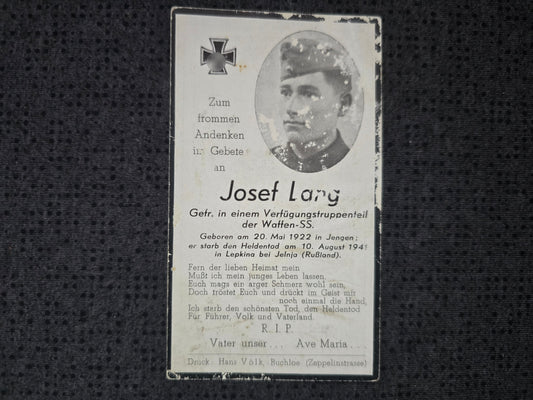 Zum
frommen
Andenken
im Gebete
an
Josef Lang
Gefr. in einem Verfügungstruppenteil
der Waffen-SS.
Geboren am 20. Mai 1922 in Jengen;
er starb den Heldentod am 10. August 1941
in Lepkina bei Jelnja (Rußland).
Fern der lieben Heimat mein
Mußt ich mein junges Leben lassen,
Euch mags ein arger Schmerz wohl sein,
Doch tröstet Euch und drückt im Geist mir
noch einmal die Hand,
Ich starb den schönsten Tod, den Heldentod
Für Führer, Volk und Vaterland.
R. I. P.
Vater unser... Ave Maria...
Druck: Hans Völk, Buchloe (Zeppelinstrasse)